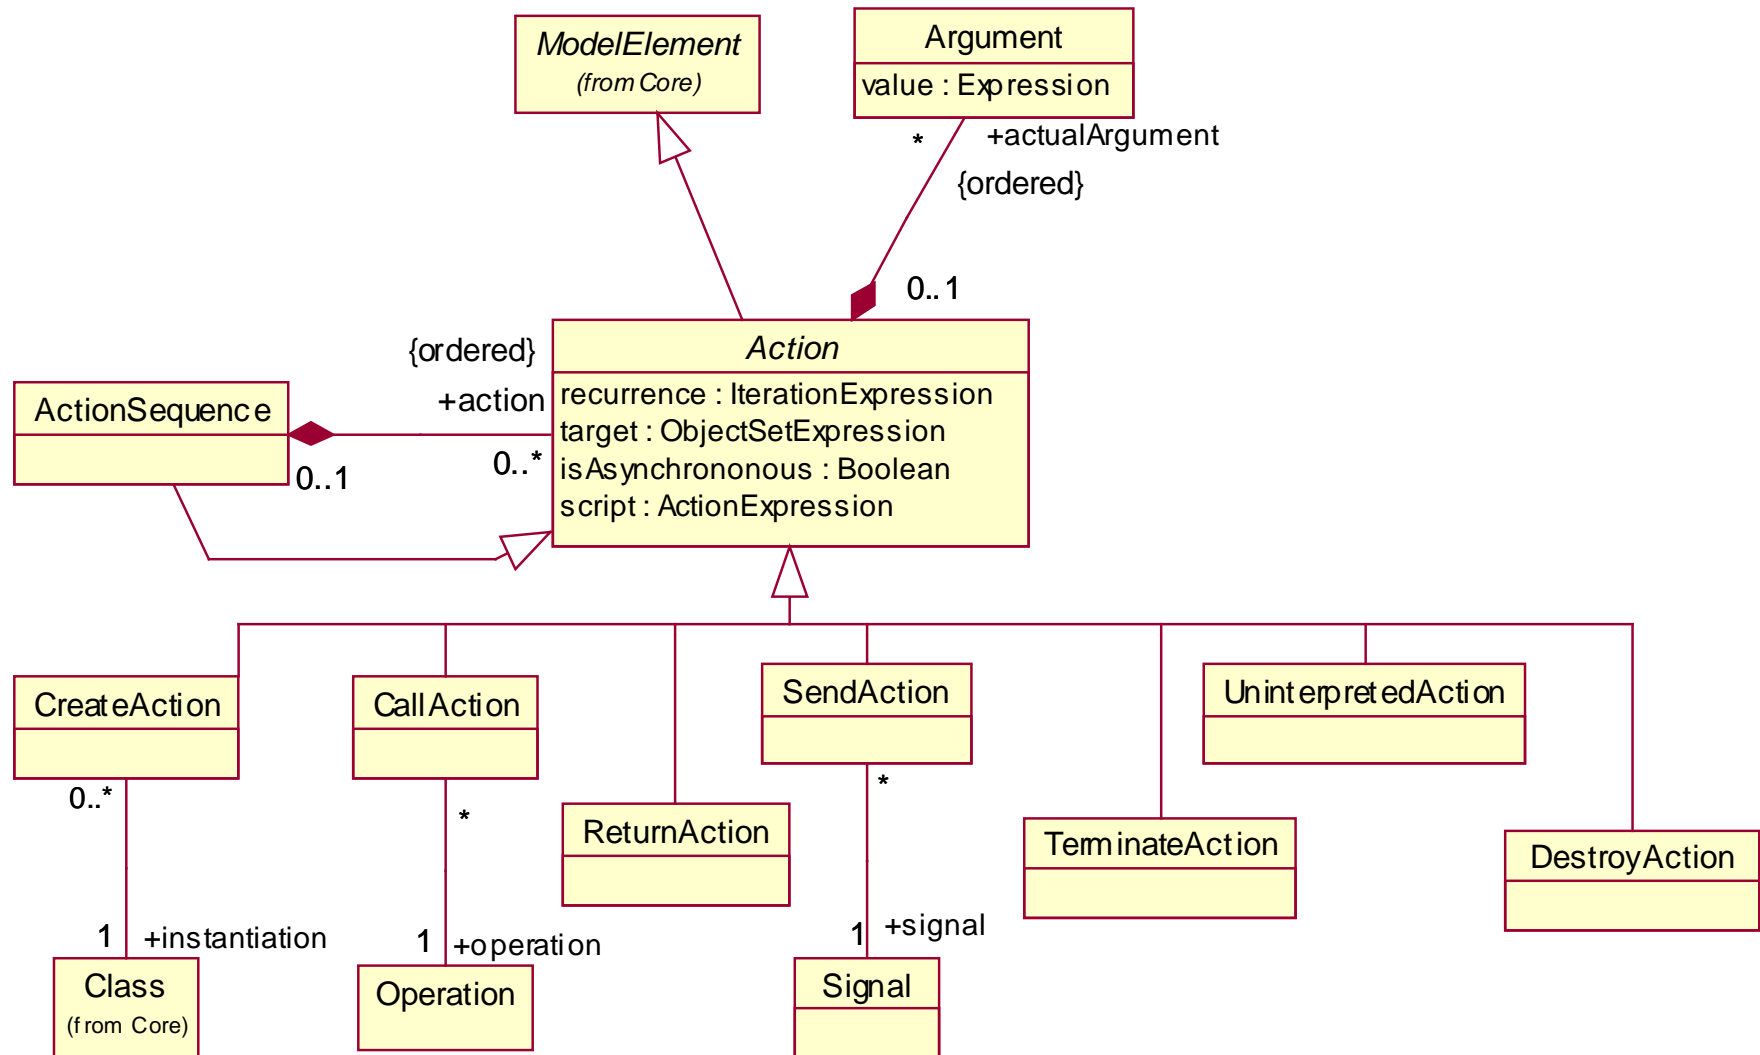 ModelElement
(from Core)
Argument
value : Expression
*
+actualArgument
{ordered}
0..1
Action
recurrence : IterationExpression
target : ObjectSetExpression
isAsynchrononous : Boolean
script : ActionExpression
{ordered}
+action
0..*
ActionSequence
0..1
CreateAction
CallAction
SendAction
UninterpretedAction
0..*
*
*
ReturnAction
TerminateAction
DestroyAction
1
+instantiation
1
+operation
1
+signal
Class
(from Core)
Operation
Signal